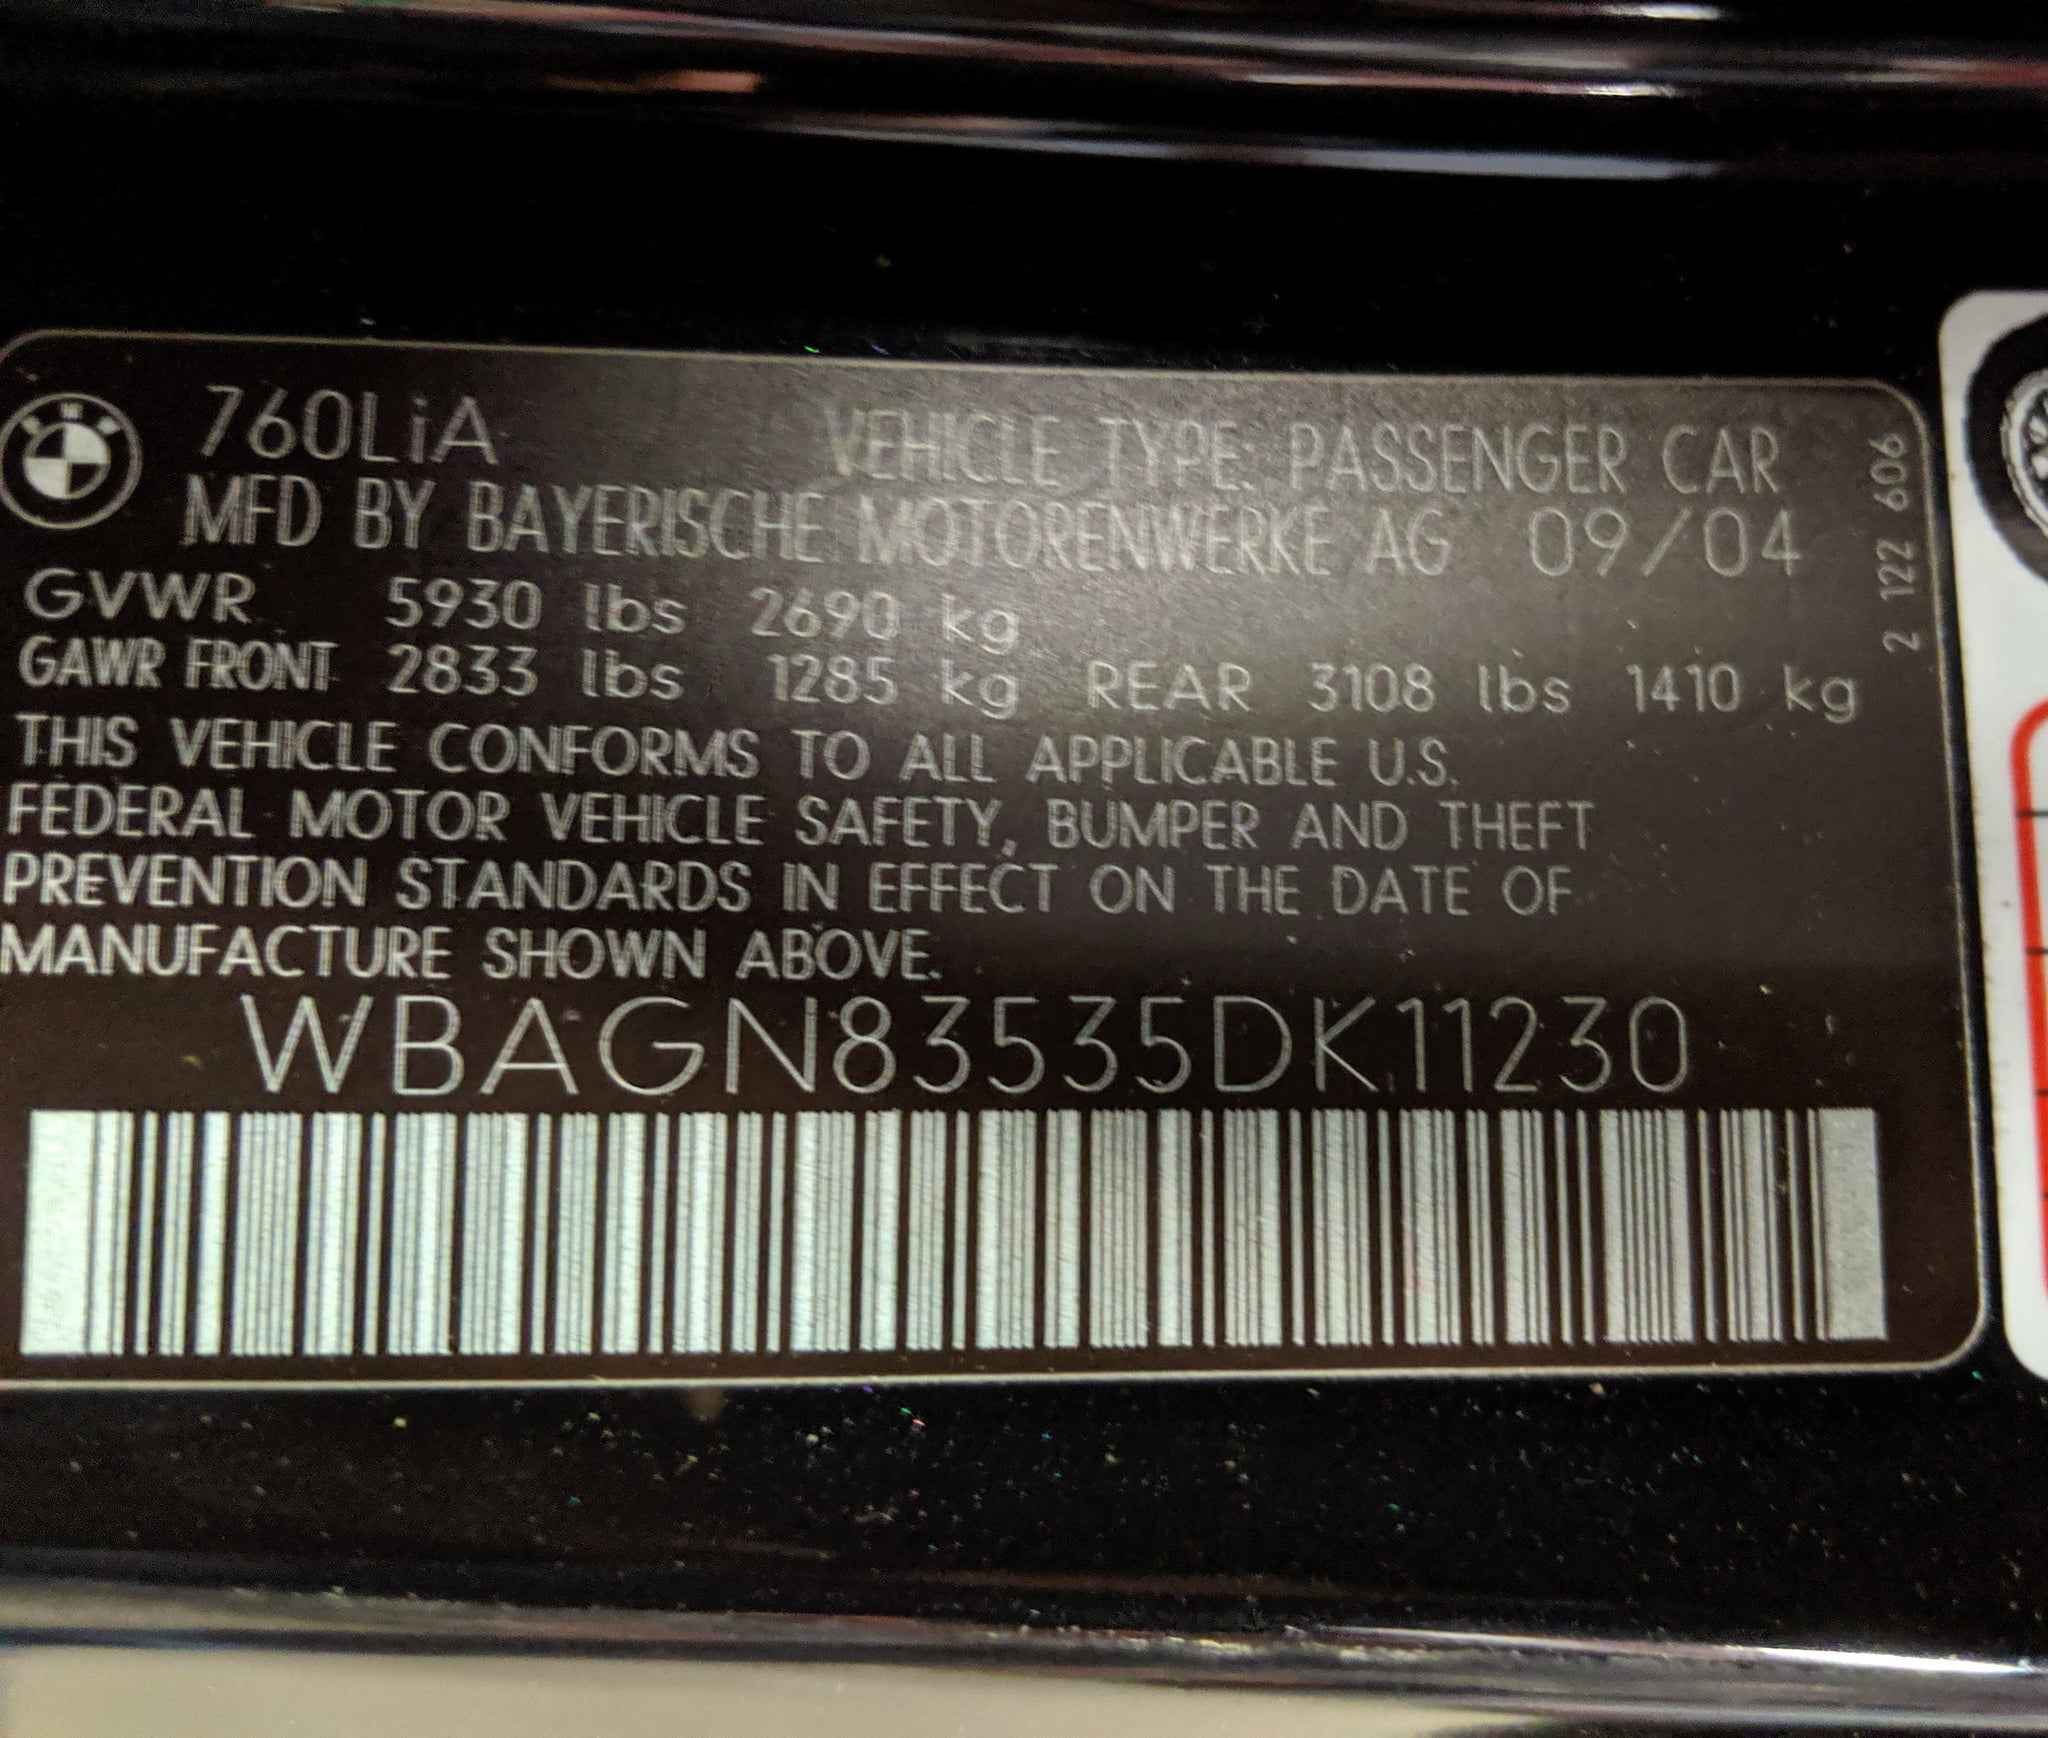 760LiA VEHICLE TYPE: PASSENGER CAR
MFD BY BAYERISCHE MOTORENWERKE AG 09/04
GVWR 5930 lbs 2690 kg
GAWR FRONT 2833 lbs 1285 kg REAR 3108 lbs 1410 kg
THIS VEHICLE CONFORMS TO ALL APPLICABLE U.S.
FEDERAL MOTOR VEHICLE SAFETY, BUMPER AND THEFT
PREVENTION STANDARDS IN EFFECT ON THE DATE OF
MANUFACTURE SHOWN ABOVE.
WBAGN83535DK11230
2 122 606